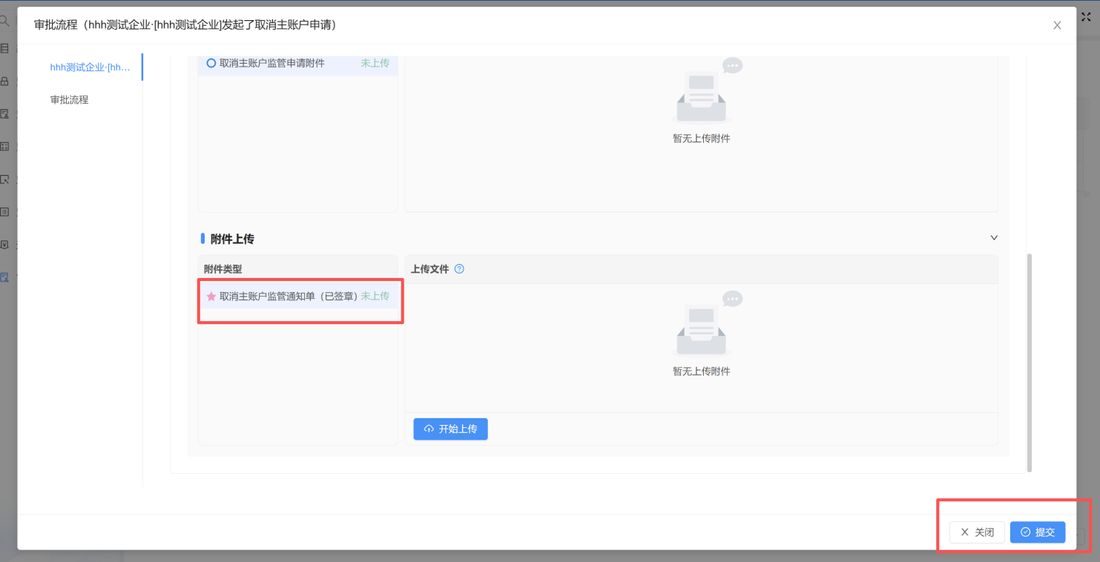 审批流程（hhh测试企业·[hhh测试企业]发起了取消主账户申请）
hhh测试企业·[hh...
审批流程
取消主账户监管申请附件 未上传
暂无上传附件
附件上传
附件类型
上传文件
取消主账户监管通知单（已签章） 未上传
暂无上传附件
开始上传
关闭
提交